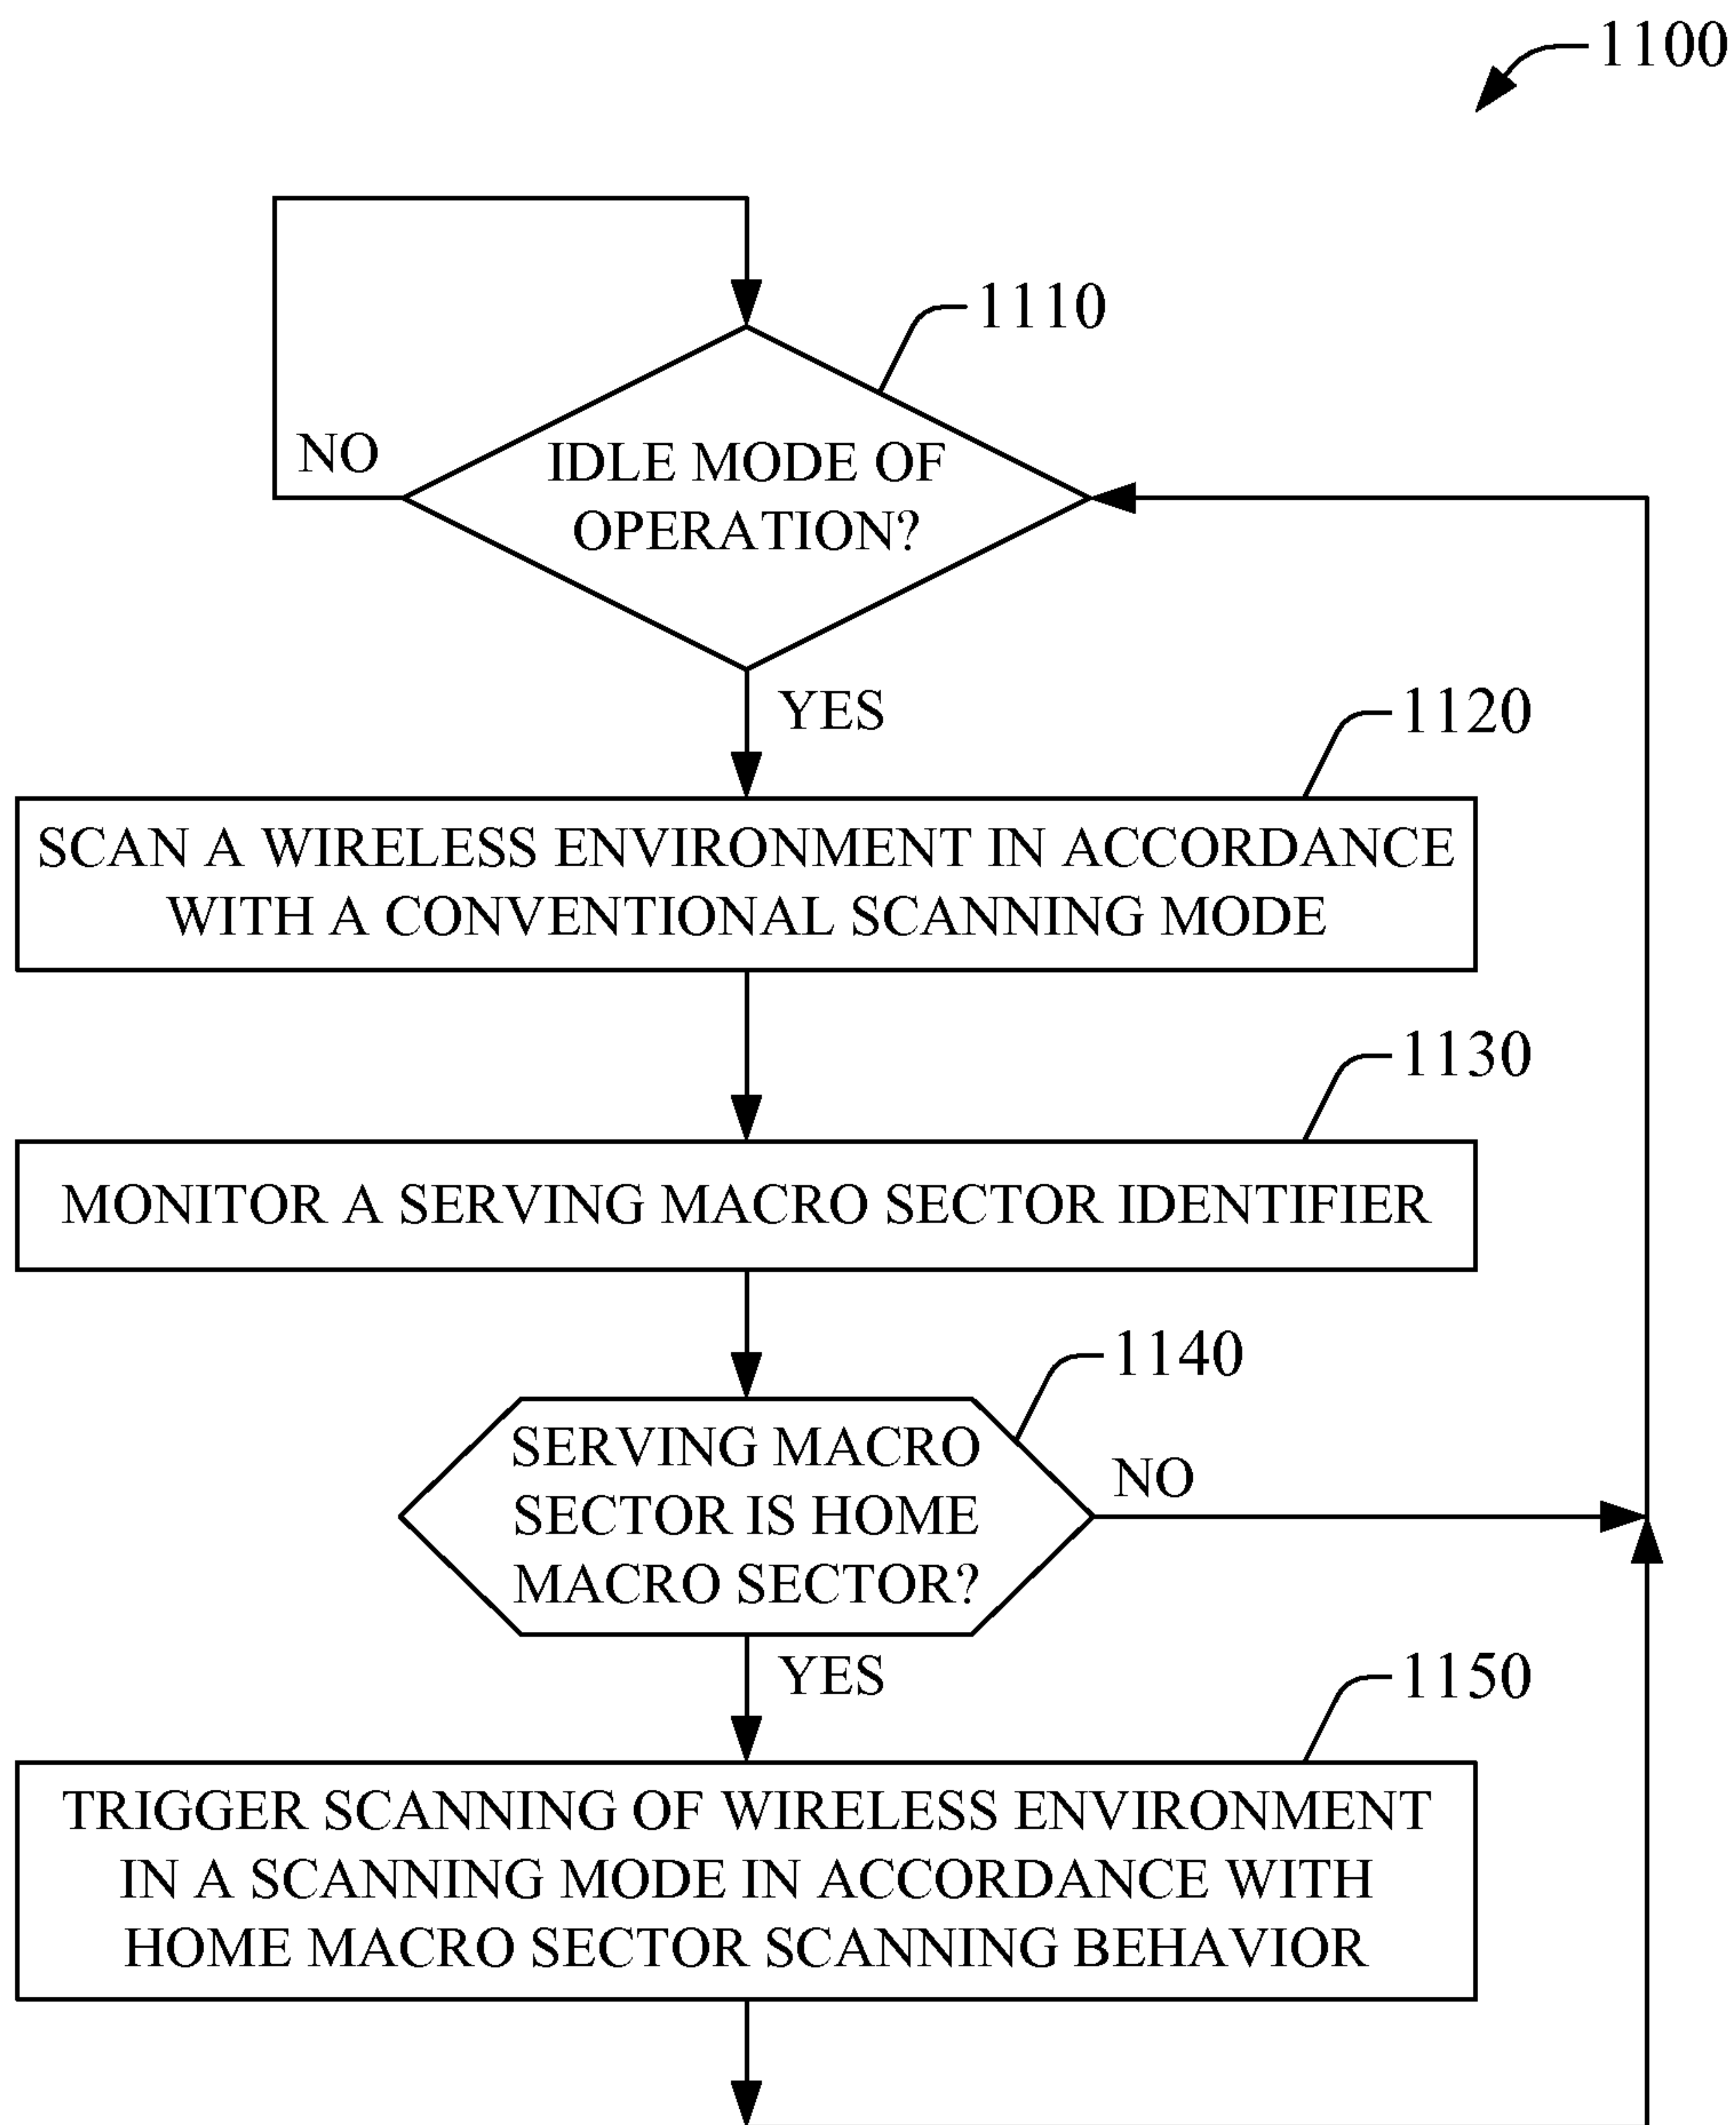 1100
1110
NO
IDLE MODE OF
OPERATION?
YES
1120
SCAN A WIRELESS ENVIRONMENT IN ACCORDANCE
WITH A CONVENTIONAL SCANNING MODE
1130
MONITOR A SERVING MACRO SECTOR IDENTIFIER
1140
SERVING MACRO
SECTOR IS HOME
MACRO SECTOR?
NO
YES
1150
TRIGGER SCANNING OF WIRELESS ENVIRONMENT
IN A SCANNING MODE IN ACCORDANCE WITH
HOME MACRO SECTOR SCANNING BEHAVIOR